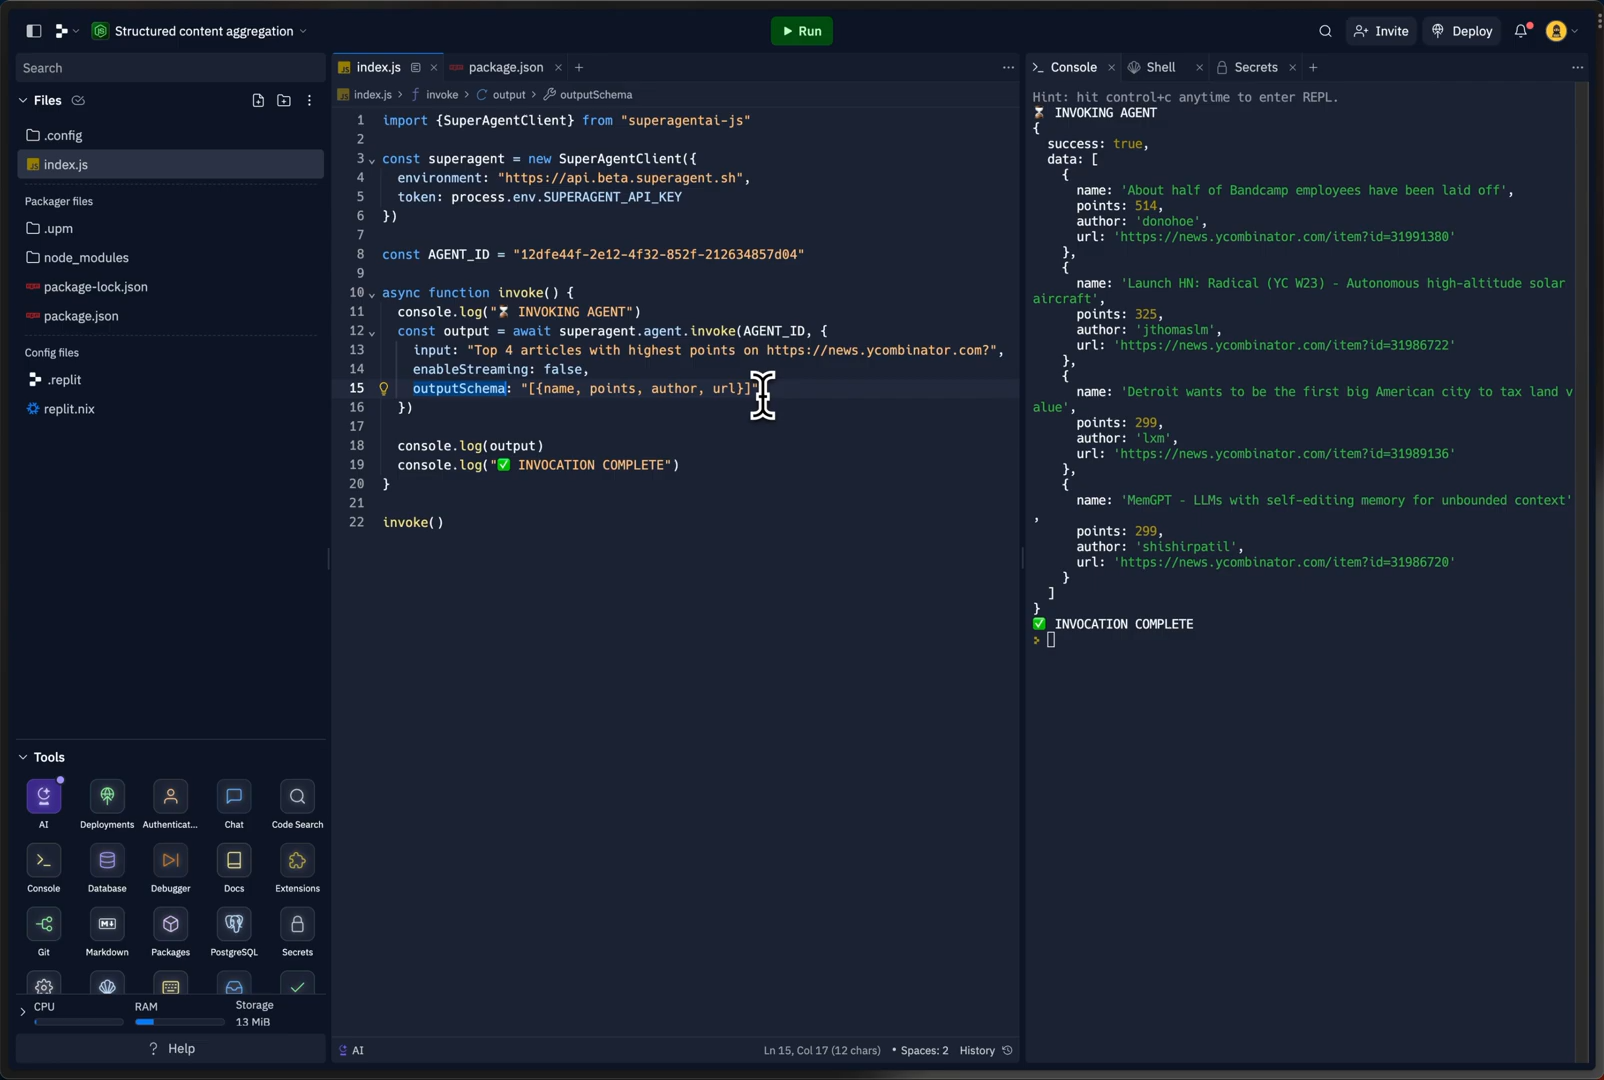 Structured content aggregation
Run
Invite
Deploy
Search
Files
.config
index.js
Packager files
.upm
node_modules
package-lock.json
package.json
Config files
.replit
replit.nix
Tools
AI
Deployments
Authenticat...
Chat
Code Search
Console
Database
Debugger
Docs
Extensions
Git
Markdown
Packages
PostgreSQL
Secrets
CPU
RAM
Storage
13 MiB
? Help
index.js
package.json
index.js > invoke > output > outputSchema
1 import {SuperAgentClient} from "superagentai-js"
2
3 const superagent = new SuperAgentClient({
4 environment: "https://api.beta.superagent.sh",
5 token: process.env.SUPERAGENT_API_KEY
6 })
7
8 const AGENT_ID = "12dfe44f-2e12-4f32-852f-212634857d04"
9
10 async function invoke() {
11 console.log("⏳ INVOKING AGENT")
12 const output = await superagent.agent.invoke(AGENT_ID, {
13 input: "Top 4 articles with highest points on https://news.ycombinator.com?",
14 enableStreaming: false,
15 outputSchema: "[{name, points, author, url}]"
16 })
17
18 console.log(output)
19 console.log("✅ INVOCATION COMPLETE")
20 }
21
22 invoke()
AI
Ln 15, Col 17 (12 chars)
• Spaces: 2
History
Console
Shell
Secrets
Hint: hit control+c anytime to enter REPL.
⏳ INVOKING AGENT
{
success: true,
data: [
{
name: 'About half of Bandcamp employees have been laid off',
points: 514,
author: 'donohoe',
url: 'https://news.ycombinator.com/item?id=31991380'
},
{
name: 'Launch HN: Radical (YC W23) - Autonomous high-altitude solar
aircraft',
points: 325,
author: 'jthomaslm',
url: 'https://news.ycombinator.com/item?id=31986722'
},
{
name: 'Detroit wants to be the first big American city to tax land v
alue',
points: 299,
author: 'lxm',
url: 'https://news.ycombinator.com/item?id=31989136'
},
{
name: 'MemGPT - LLMs with self-editing memory for unbounded context'
,
points: 299,
author: 'shishirpatil',
url: 'https://news.ycombinator.com/item?id=31986720'
}
]
}
✅ INVOCATION COMPLETE